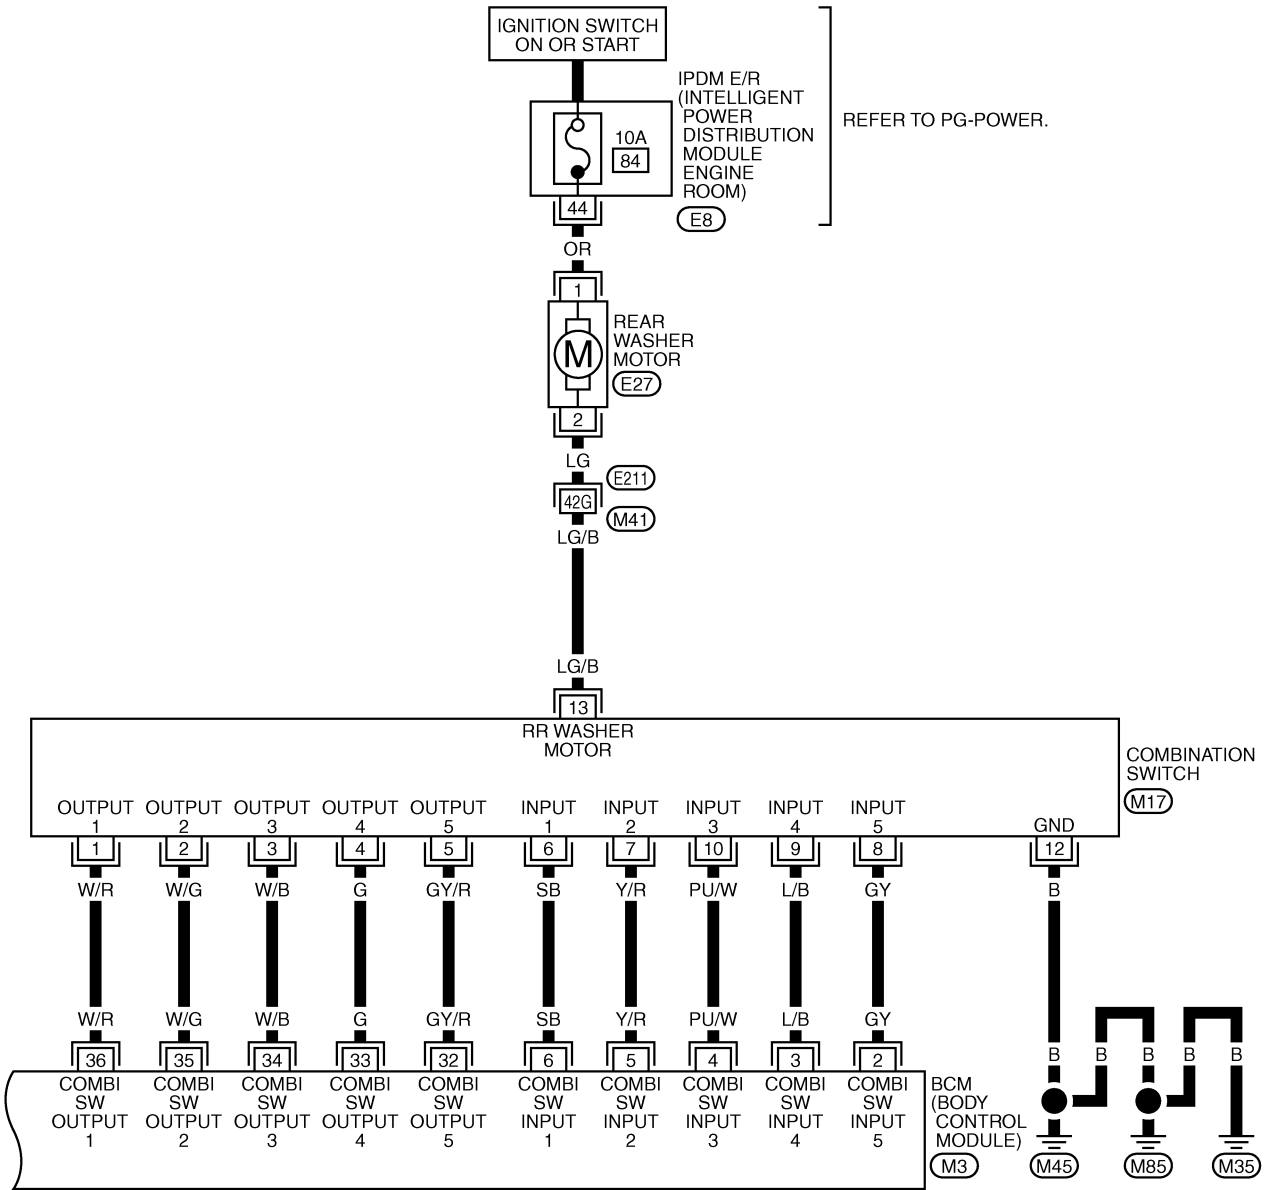 IGNITION SWITCH
ON OR START
IPDM E/R
(INTELLIGENT
POWER
DISTRIBUTION
MODULE
ENGINE
ROOM)
E8
REFER TO PG-POWER.
10A
84
44
OR
1
REAR
WASHER
MOTOR
M
E27
2
LG
E211
42G
M41
LG/B
LG/B
13
RR WASHER
MOTOR
COMBINATION
SWITCH
M17
OUTPUT OUTPUT OUTPUT OUTPUT OUTPUT INPUT INPUT INPUT INPUT INPUT
1 2 3 4 5 1 2 3 4 5 GND
1 2 3 4 5 6 7 10 9 8 12
W/R W/G W/B G GY/R SB Y/R PU/W L/B GY B
W/R W/G W/B G GY/R SB Y/R PU/W L/B GY
B B B B B
36 35 34 33 32 6 5 4 3 2
COMBI COMBI COMBI COMBI COMBI COMBI COMBI COMBI COMBI COMBI
SW SW SW SW SW SW SW SW SW SW
OUTPUT OUTPUT OUTPUT OUTPUT OUTPUT INPUT INPUT INPUT INPUT INPUT
1 2 3 4 5 1 2 3 4 5
BCM
(BODY
CONTROL
MODULE)
M3
M45 M85 M35